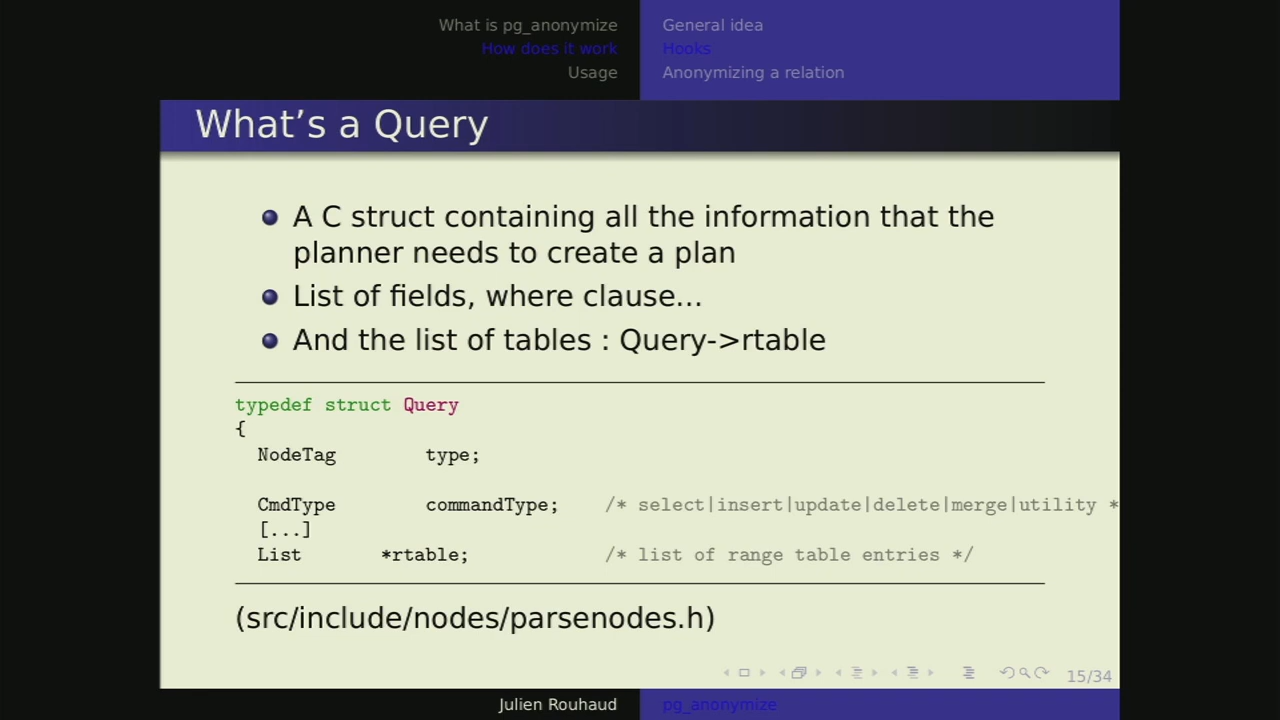 What is pg_anonymize
How does it work
Usage
General idea
Hooks
Anonymizing a relation
What's a Query
A C struct containing all the information that the
planner needs to create a plan
List of fields, where clause...
And the list of tables : Query->rtable
typedef struct Query
{
NodeTag type;
CmdType commandType; /* select|insert|update|delete|merge|utility *
[...]
List *rtable; /* list of range table entries */
(src/include/nodes/parsenodes.h)
15/34
Julien Rouhaud
pg_anonymize